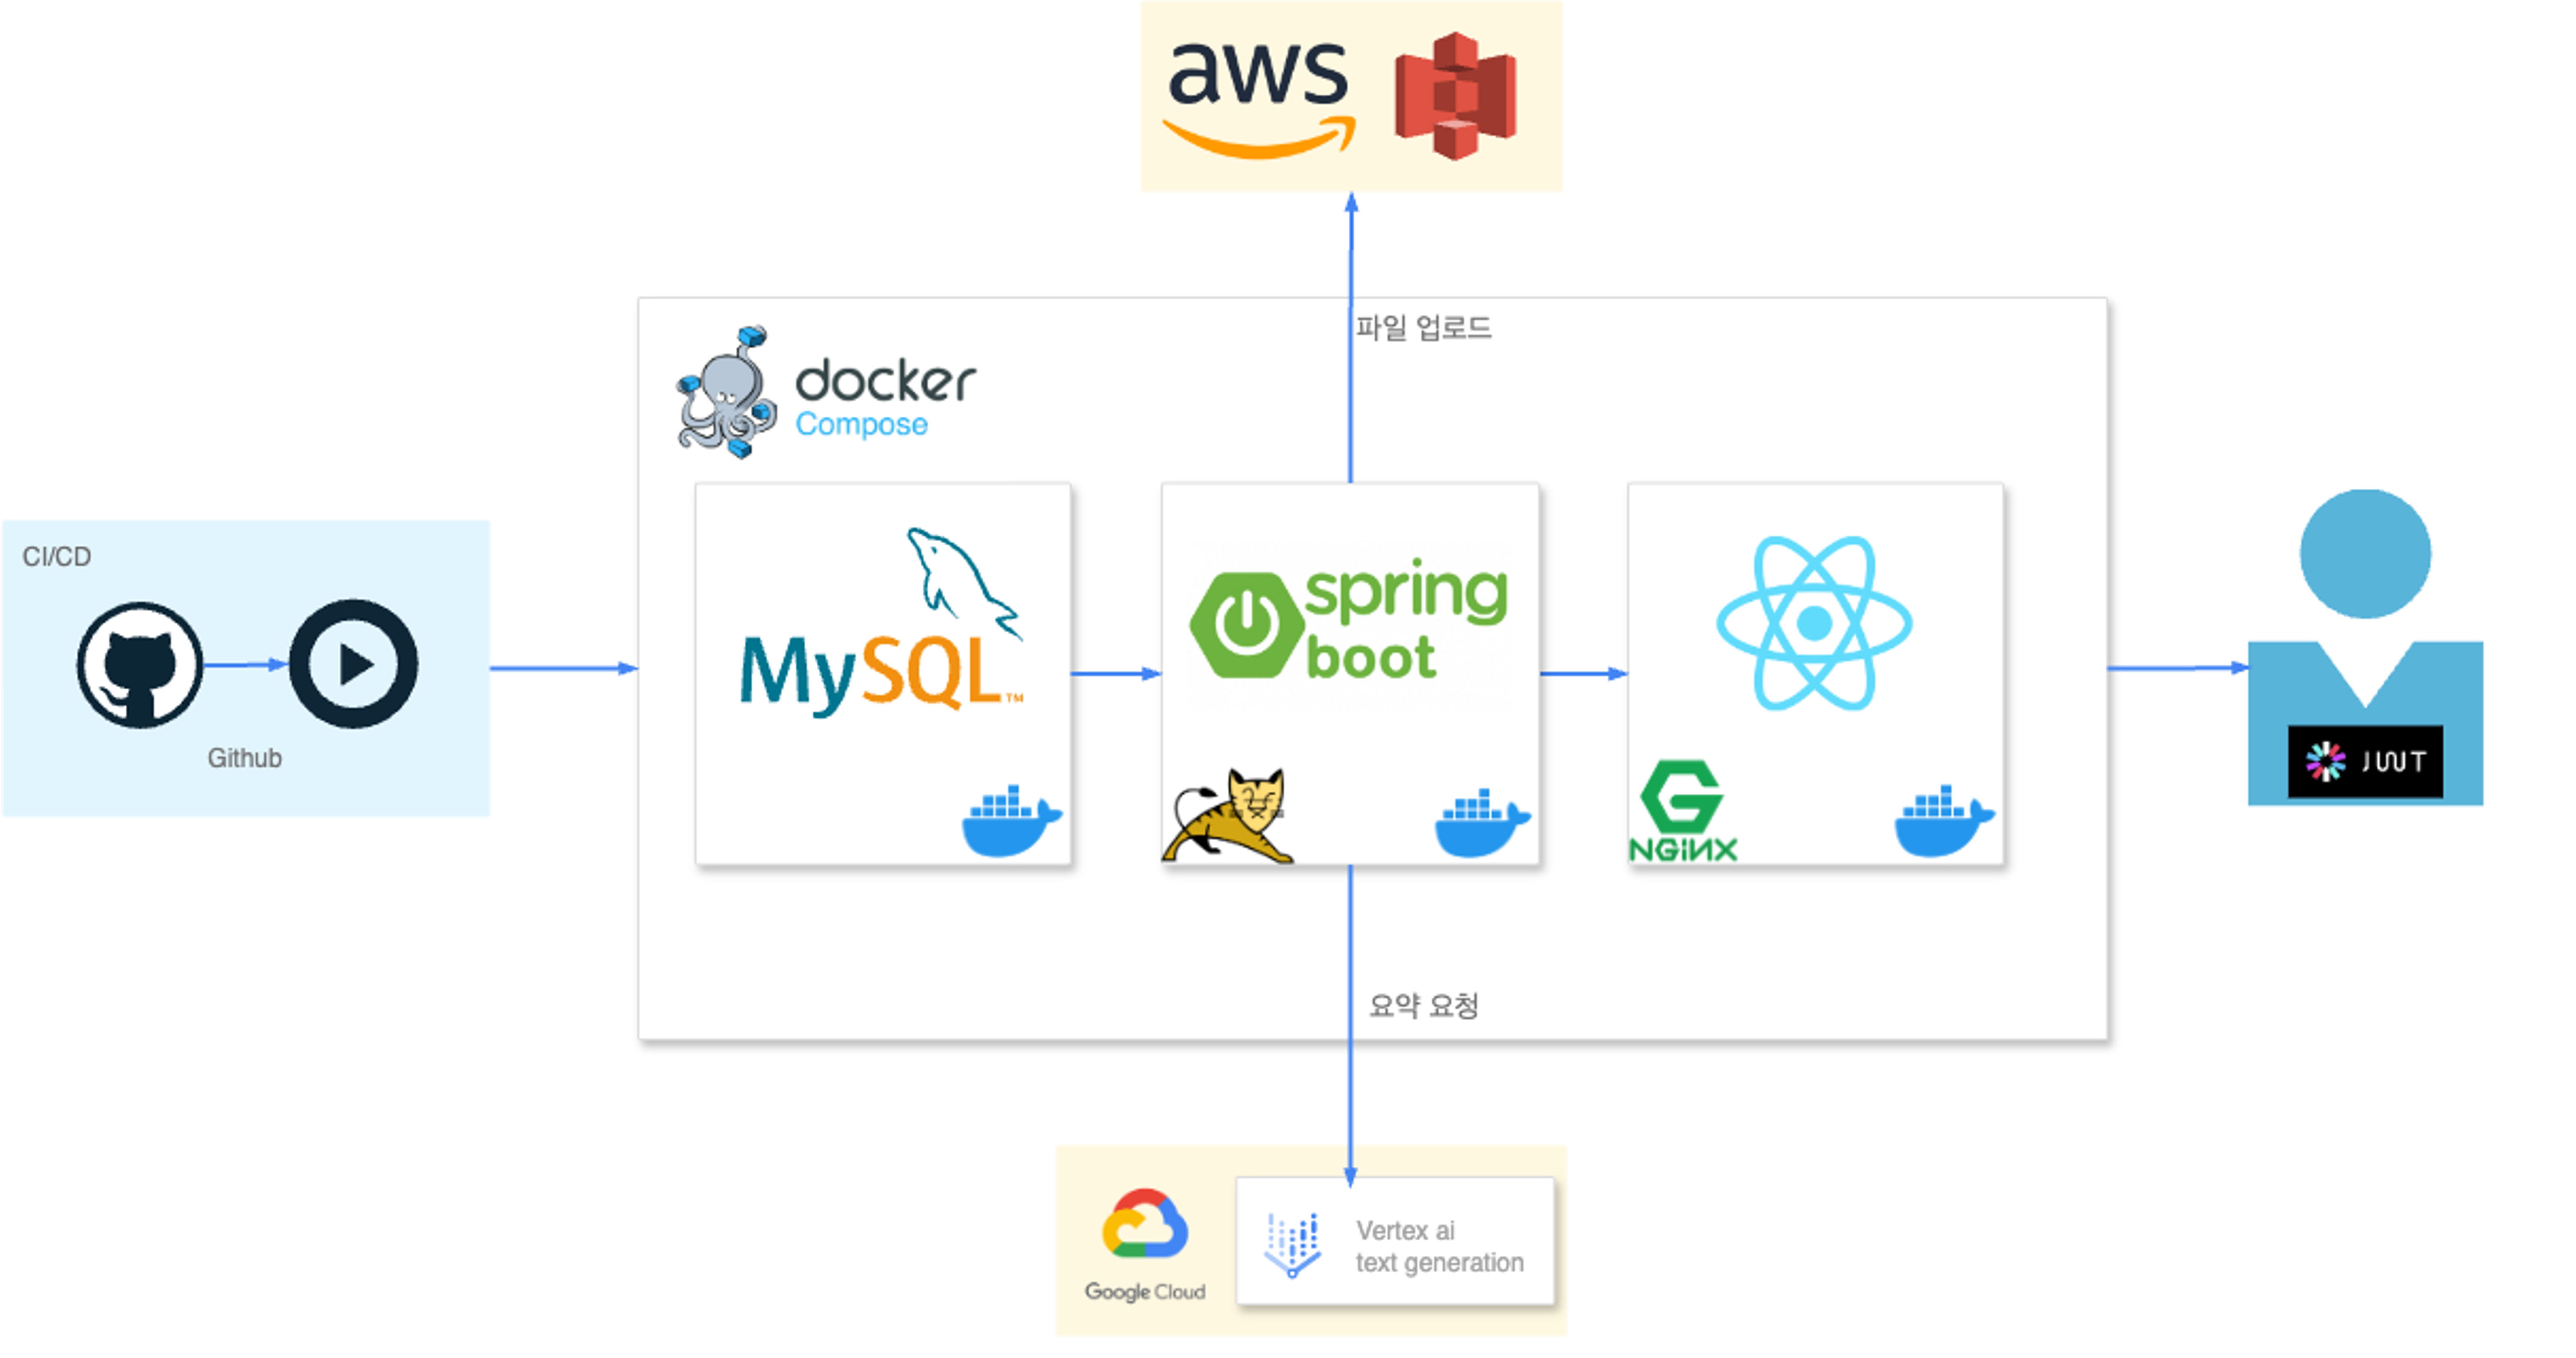 aws
파일 업로드
docker
Compose
CI/CD
Github
MySQL™
spring
boot
NGiNX
JWT
요약 요청
Google Cloud
Vertex ai
text generation